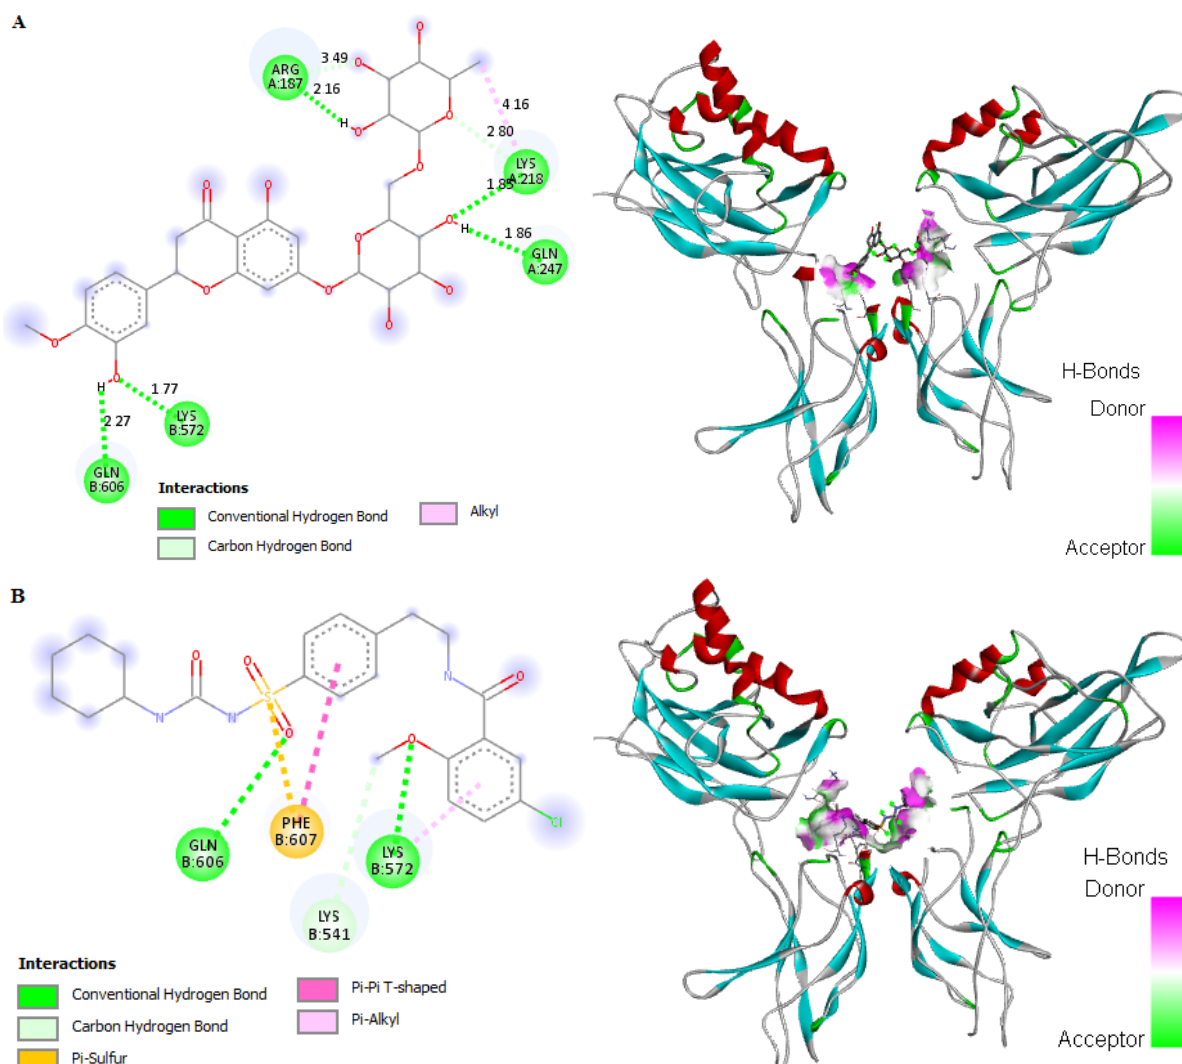 A
ARG
A:187
3 49
2 16
H
O
O
O
O
O
4 16
2 80
LYS
A:218
1 85
O
O
H
1 86
GLN
A:247
O
O
O
O
O
O
O
O
O
H
1 77
2 27
LYS
B:572
GLN
B:606
Interactions
Conventional Hydrogen Bond
Carbon Hydrogen Bond
Alkyl
H-Bonds
Donor
Acceptor
B
O
O
S
O
N
N
N
O
O
Cl
GLN
B:606
PHE
B:607
LYS
B:572
LYS
B:541
Interactions
Conventional Hydrogen Bond
Carbon Hydrogen Bond
Pi-Sulfur
Pi-Pi T-shaped
Pi-Alkyl
H-Bonds
Donor
Acceptor